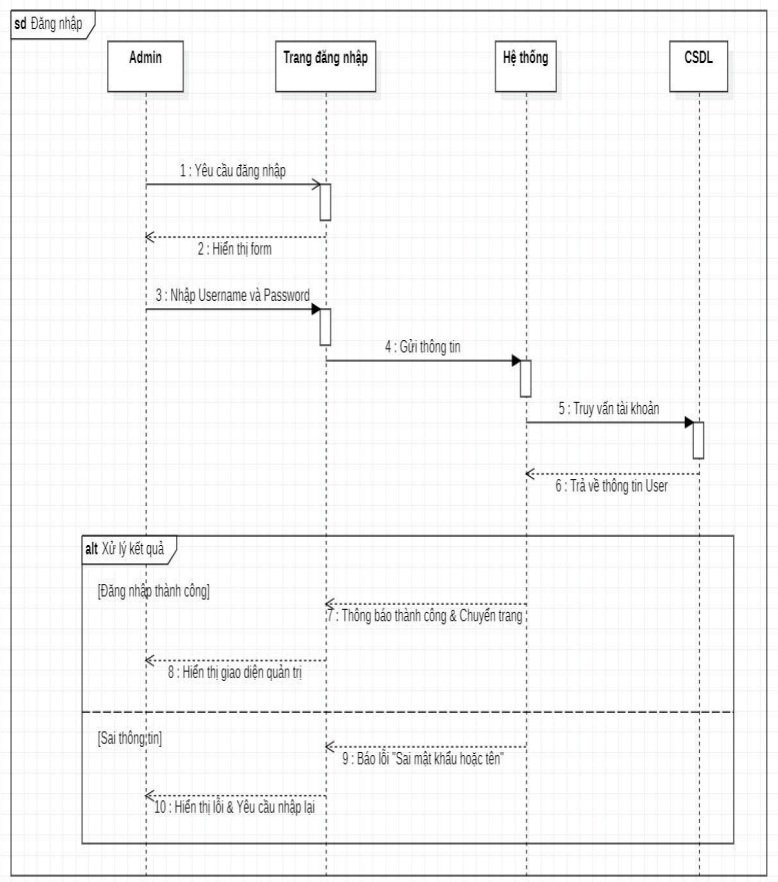 sd Đăng nhập
Admin
Trang đăng nhập
Hệ thống
CSDL
1 : Yêu cầu đăng nhập
2 : Hiển thị form
3 : Nhập Username và Password
4 : Gửi thông tin
5 : Truy vấn tài khoản
6 : Trả về thông tin User
alt Xử lý kết quả
[Đăng nhập thành công]
7 : Thông báo thành công & Chuyển trang
8 : Hiển thị giao diện quản trị
[Sai thông tin]
9 : Báo lỗi "Sai mật khẩu hoặc tên"
10 : Hiển thị lỗi & Yêu cầu nhập lại